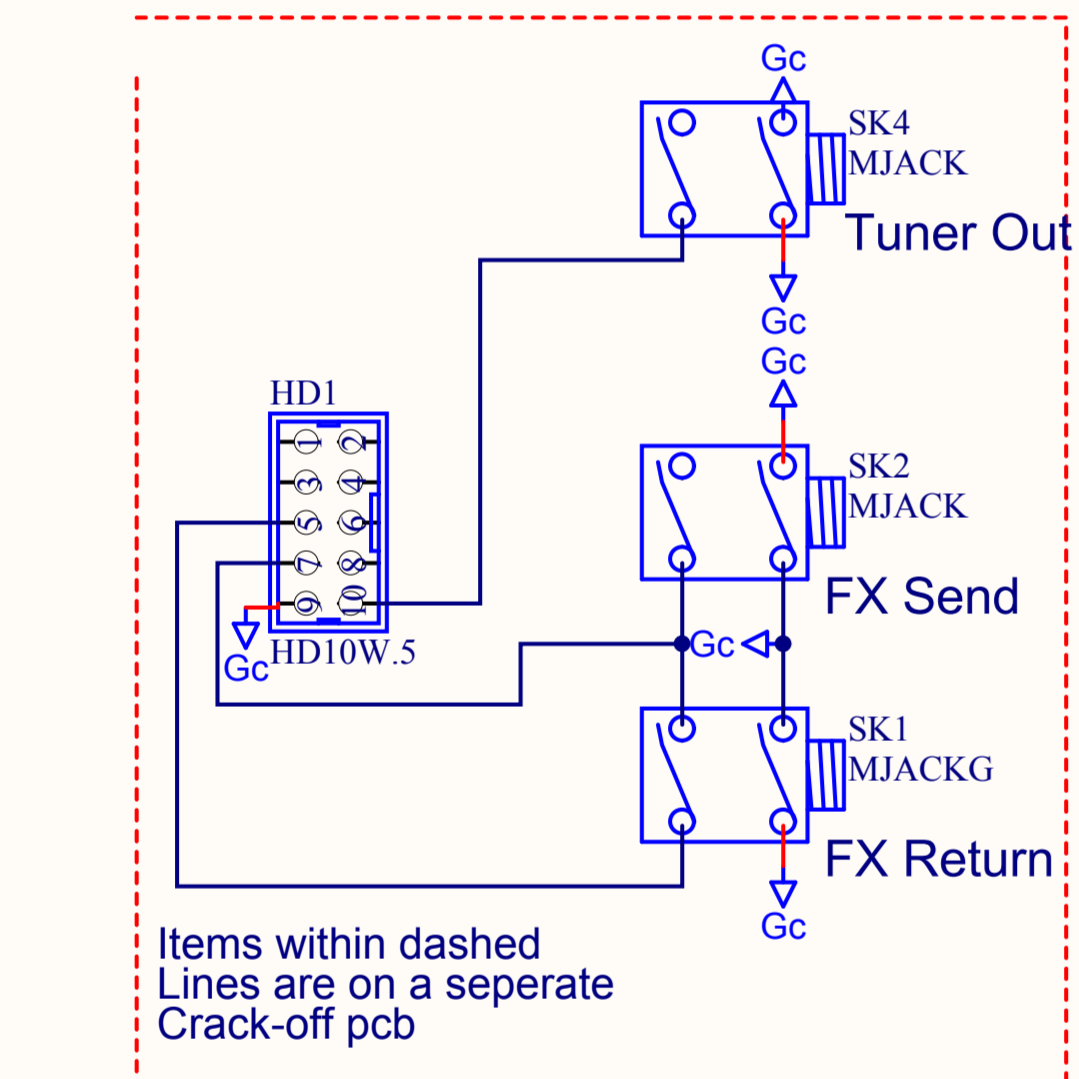 Gc
SK4
MJACK
Tuner Out
Gc
Gc
HD1
1 2
3 4
5 6
7 8
9 10
SK2
MJACK
FX Send
Gc
HD10W.5
Gc
SK1
MJACKG
FX Return
Gc
Items within dashed
Lines are on a seperate
Crack-off pcb